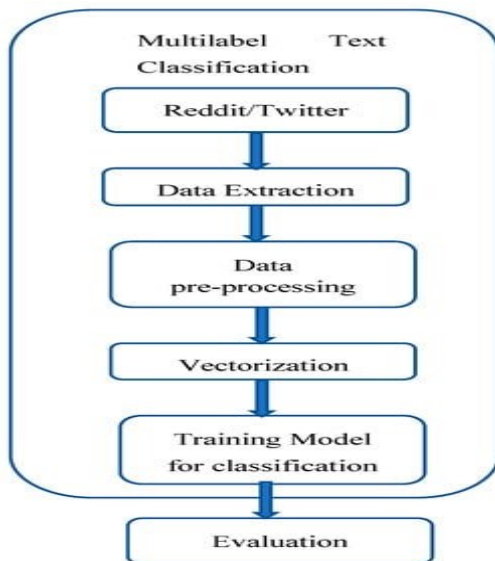 Multilabel Text
Classification
Reddit/Twitter
Data Extraction
Data
pre-processing
Vectorization
Training Model
for classification
Evaluation